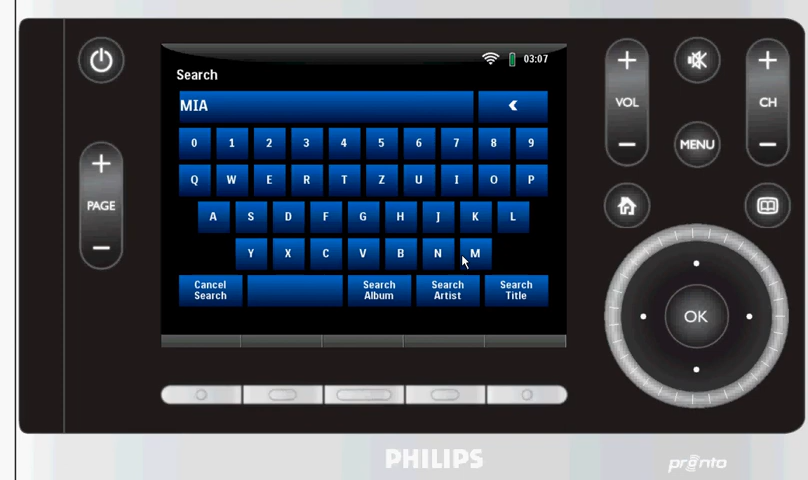 03:07
Search
MIA
0 1 2 3 4 5 6 7 8 9
Q W E R T Z U I O P
A S D F G H J K L
Y X C V B N M
Cancel Search
Search Album
Search Artist
Search Title
+
PAGE
−
+
VOL
−
MENU
+
CH
−
OK
PHILIPS
pronto